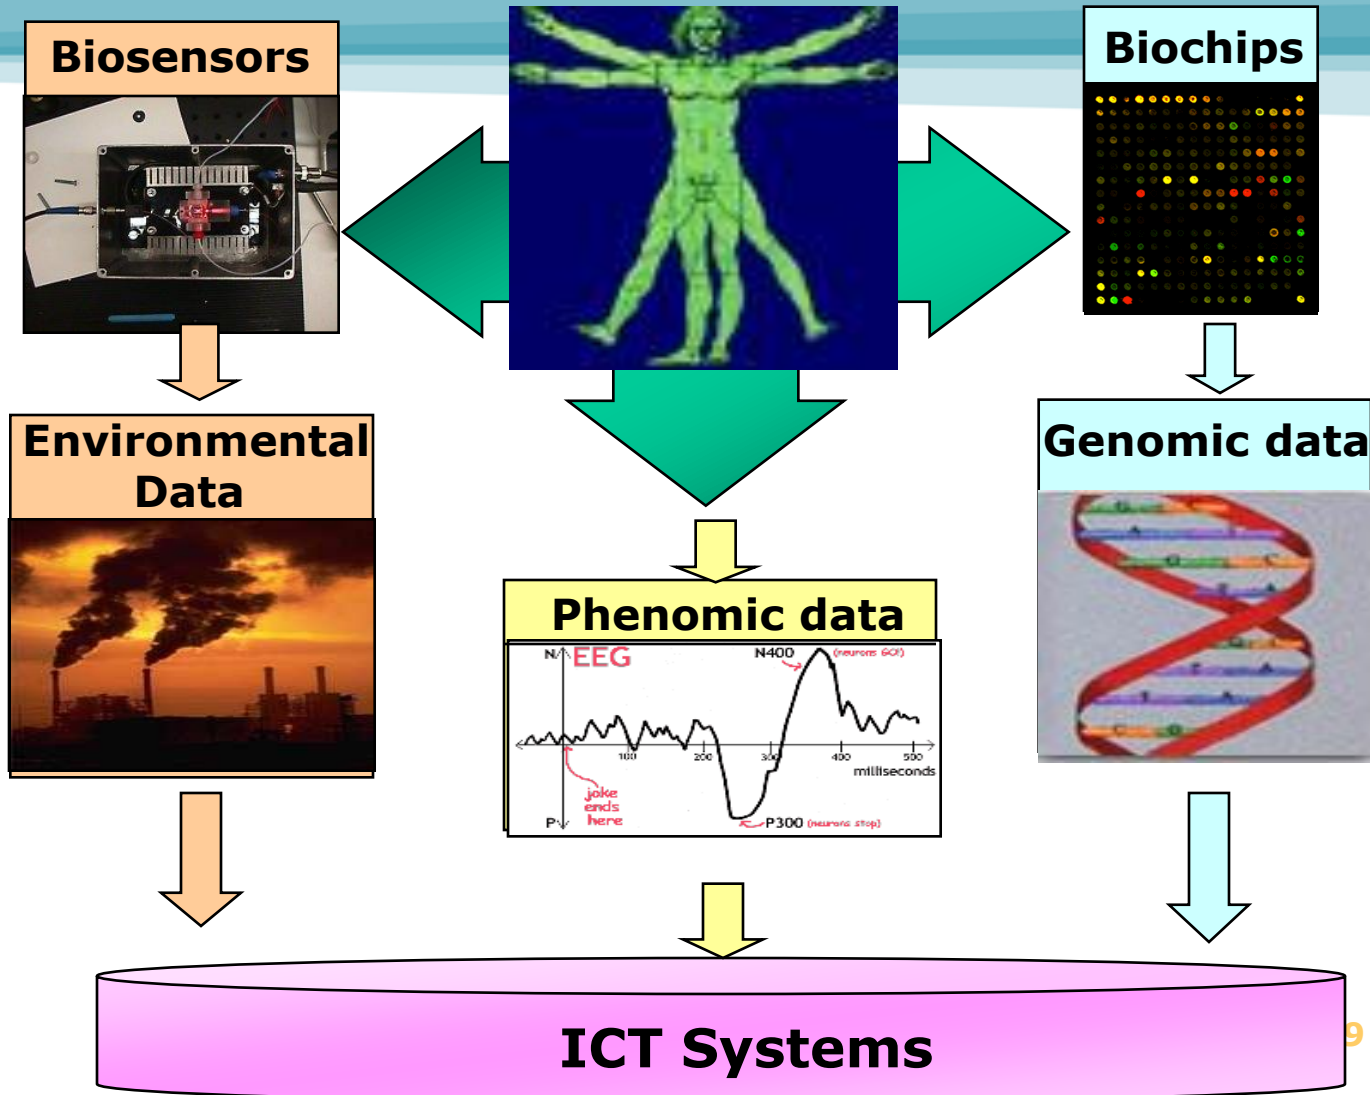 Biosensors
Biochips
Environmental
Data
Genomic data
Phenomic data
N
EEG
N400
(neurons GO!)
100
300
400
500
milliseconds
joke
ends
here
P
P300 (neurons stop)
G
A
G
C
T
A
G
T
A
T
A
C
G
ICT Systems
9